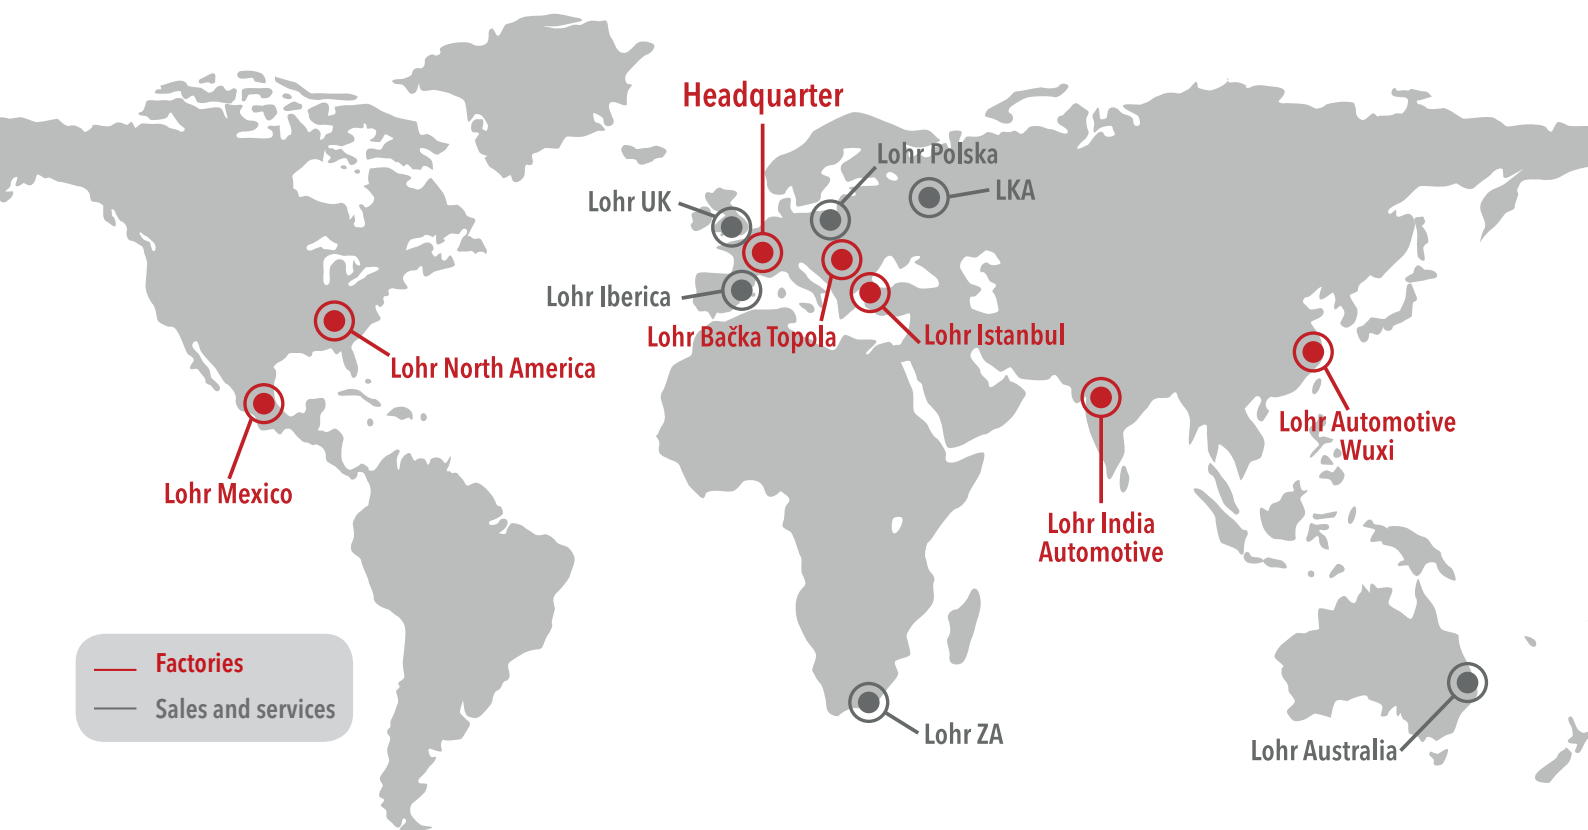 Headquarter
Lohr Polska
LKA
Lohr UK
Lohr Iberica
Lohr Bačka Topola
Lohr Istanbul
Lohr North America
Lohr Mexico
Lohr Automotive
Wuxi
Lohr India
Automotive
Factories
Sales and services
Lohr ZA
Lohr Australia